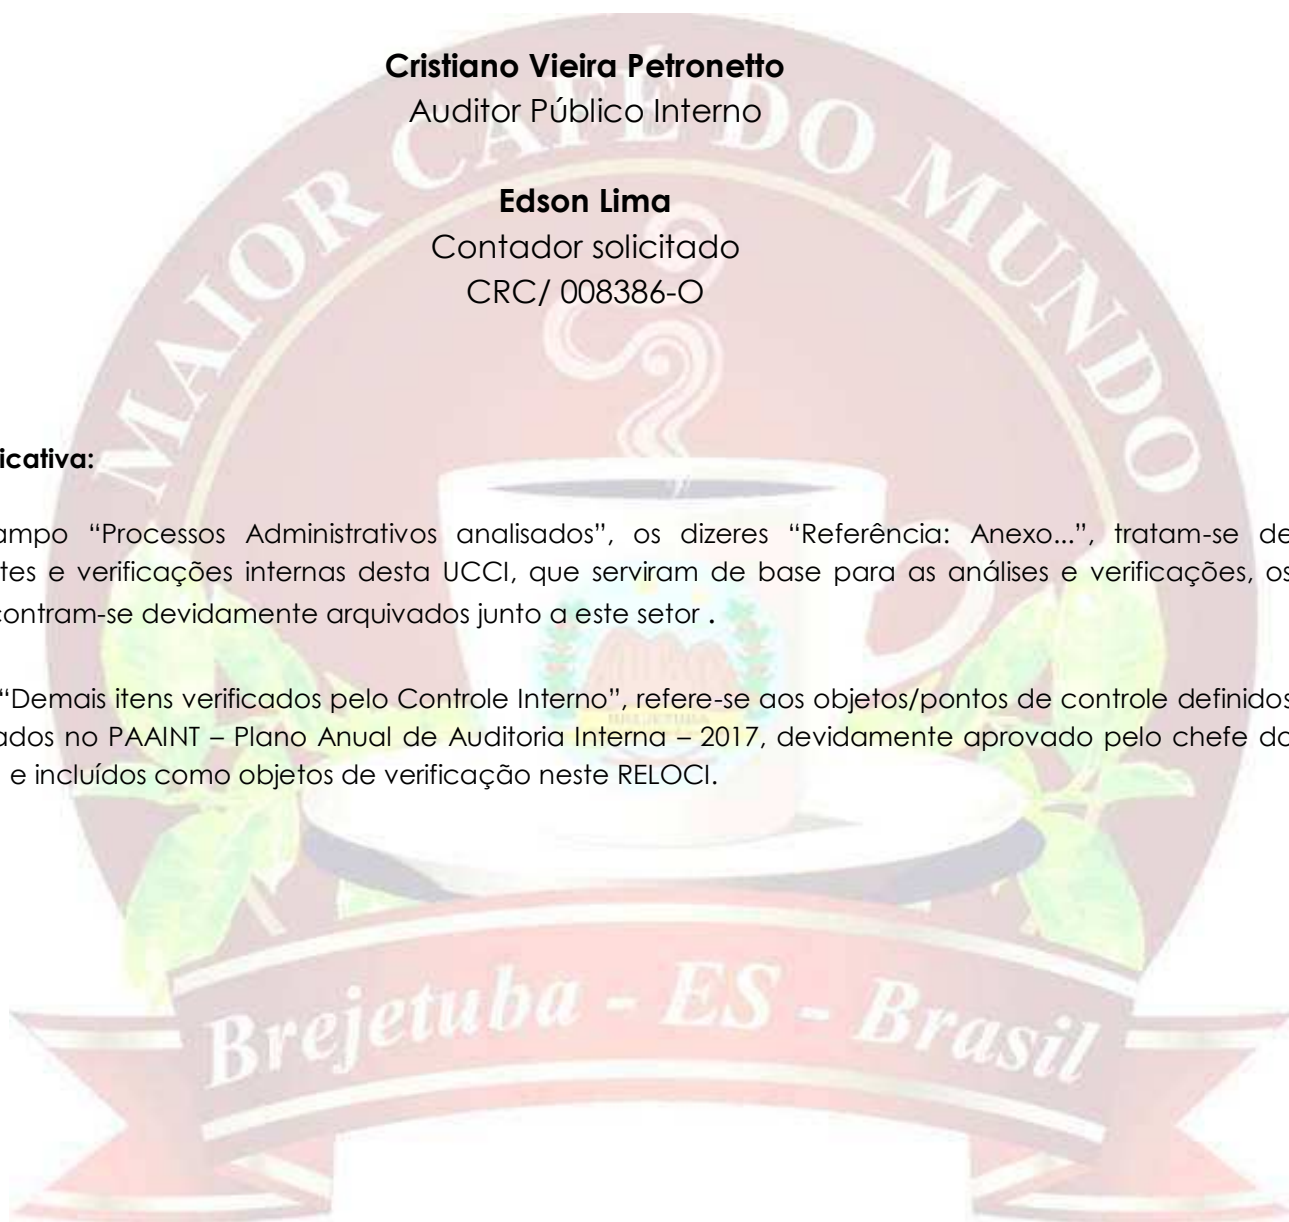 Cristiano Vieira Petronetto
Auditor Público Interno
Edson Lima
Contador solicitado
CRC/ 008386-O
MAIOR CAFÉ DO MUNDO
icativa:
ampo “Processos Administrativos analisados”, os dizeres “Referência: Anexo...”, tratam-se de
tes e verificações internas desta UCCI, que serviram de base para as análises e verificações, os
contram-se devidamente arquivados junto a este setor .
“Demais itens verificados pelo Controle Interno”, refere-se aos objetos/pontos de controle definidos
ados no PAAINT – Plano Anual de Auditoria Interna – 2017, devidamente aprovado pelo chefe do
e incluídos como objetos de verificação neste RELOCI.
BREJETUBA
Brejetuba - ES - Brasil